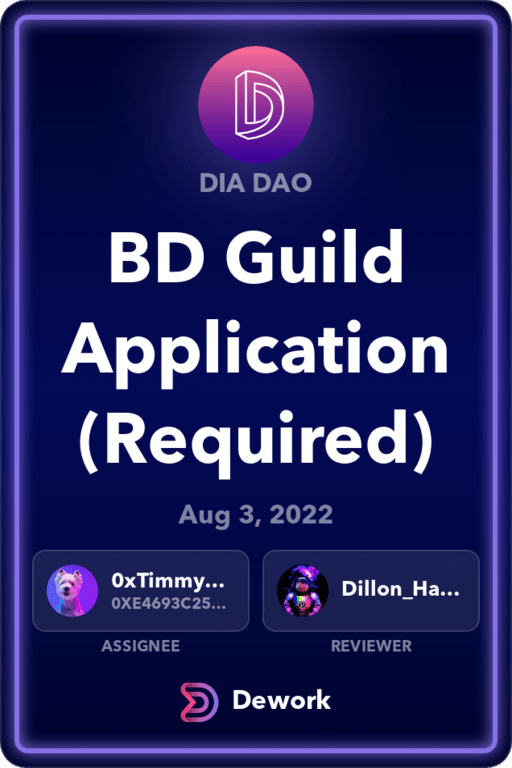 DIA DAO
BD Guild
Application
(Required)
Aug 3, 2022
0xTimmy...
0XE4693C25...
ASSIGNEE
Dillon_Ha...
REVIEWER
Dework